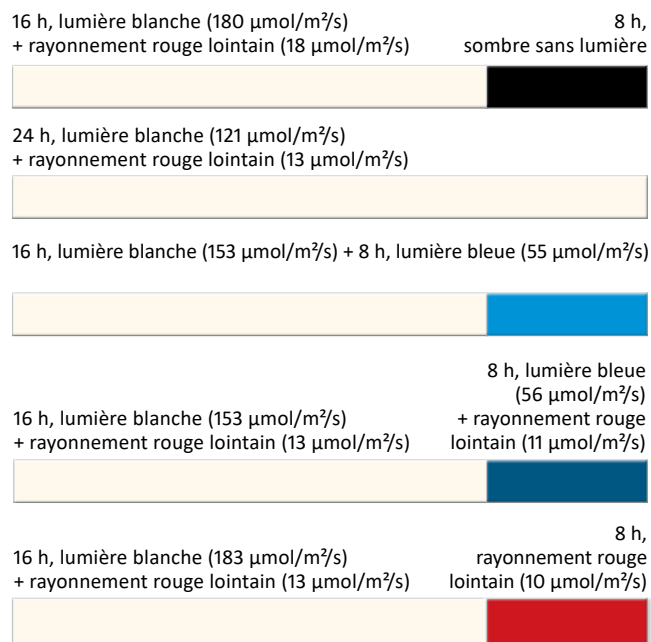 16 h, lumière blanche (180 µmol/m²/s)
+ rayonnement rouge lointain (18 µmol/m²/s)
8 h,
sombre sans lumière
24 h, lumière blanche (121 µmol/m²/s)
+ rayonnement rouge lointain (13 µmol/m²/s)
16 h, lumière blanche (153 µmol/m²/s) + 8 h, lumière bleue (55 µmol/m²/s)
16 h, lumière blanche (153 µmol/m²/s)
+ rayonnement rouge lointain (13 µmol/m²/s)
8 h, lumière bleue
(56 µmol/m²/s)
+ rayonnement rouge
lointain (11 µmol/m²/s)
16 h, lumière blanche (183 µmol/m²/s)
+ rayonnement rouge lointain (13 µmol/m²/s)
8 h,
rayonnement rouge
lointain (10 µmol/m²/s)